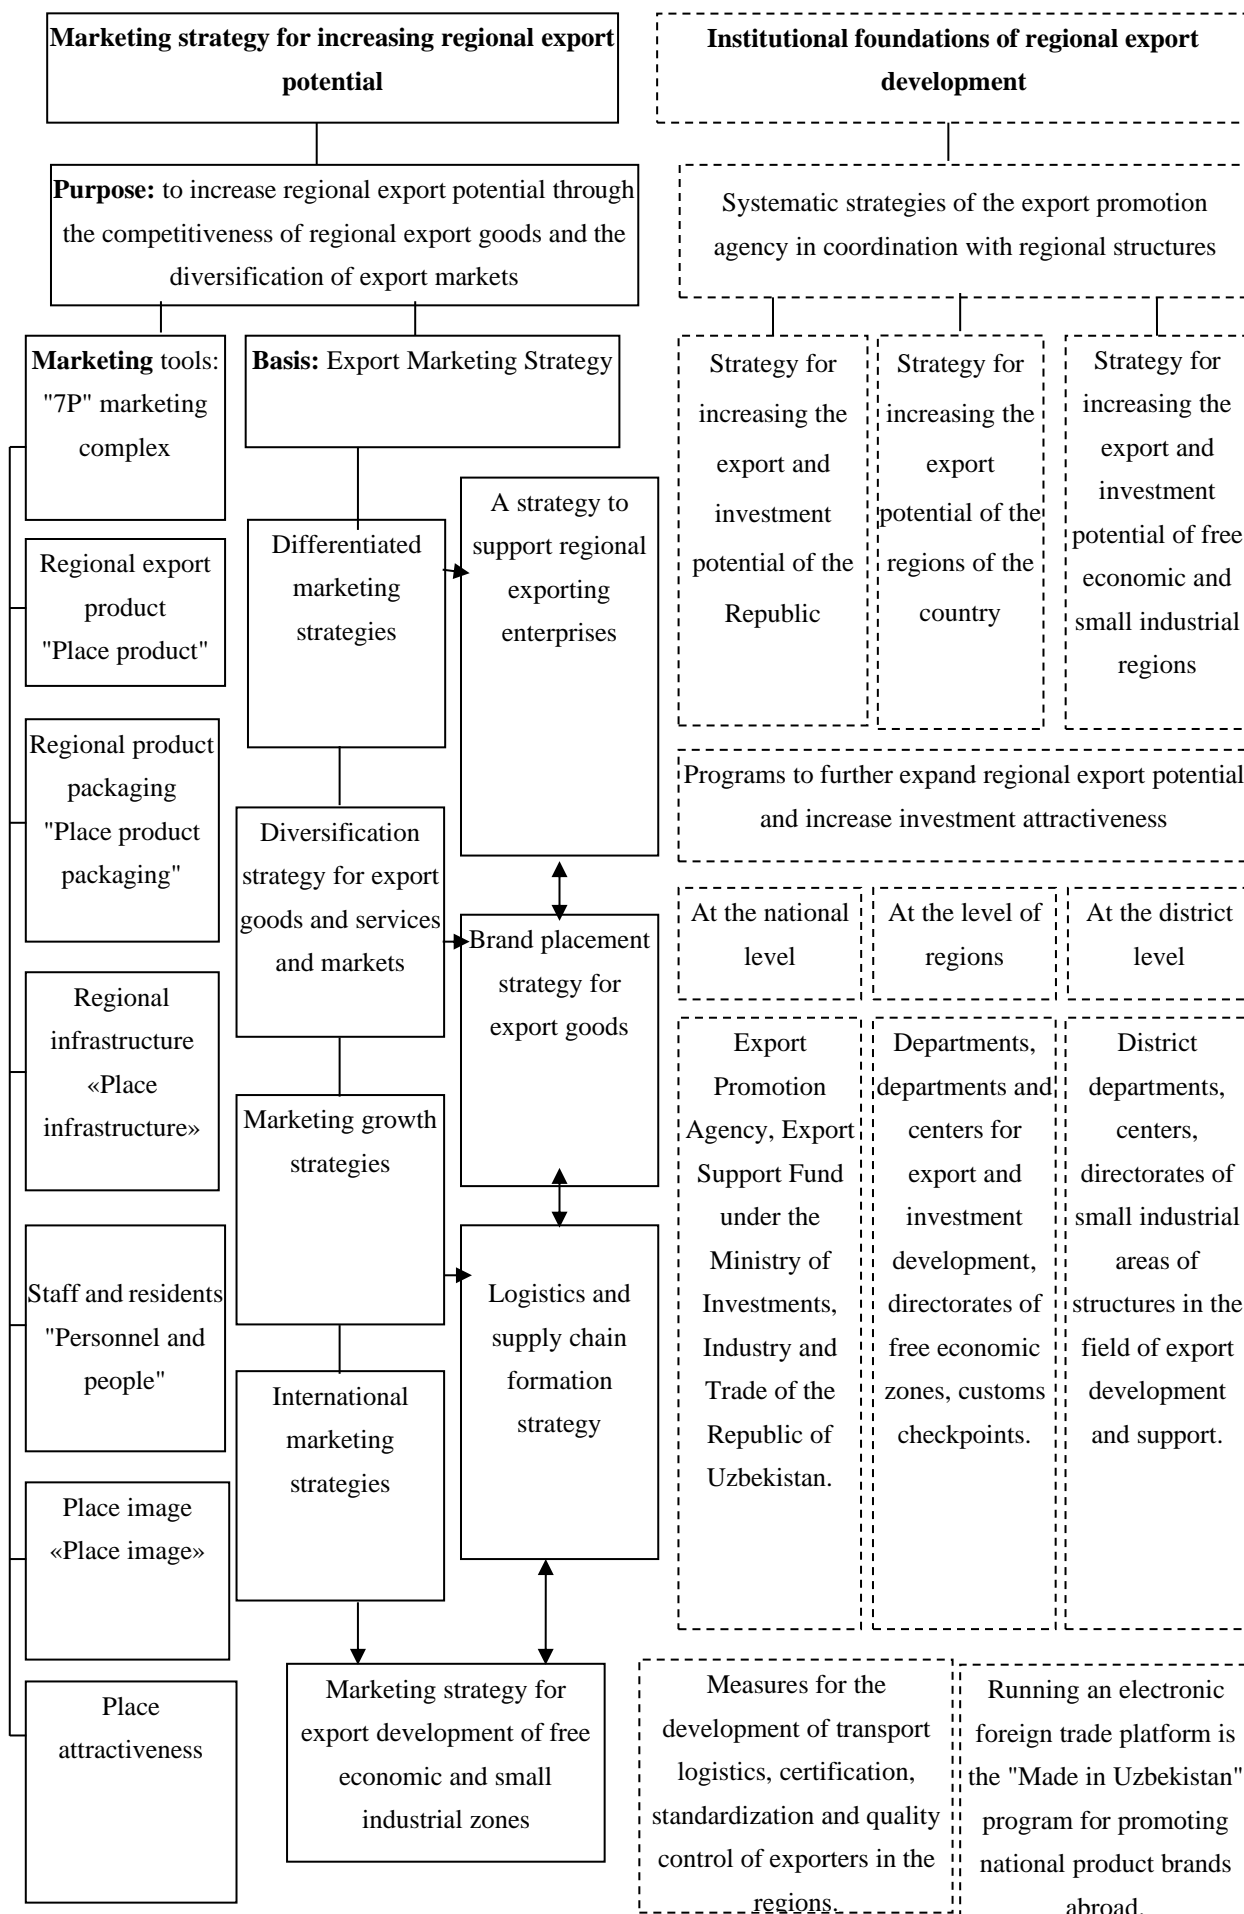 Marketing strategy for increasing regional export
potential
Institutional foundations of regional export
development
Purpose: to increase regional export potential through
the competitiveness of regional export goods and the
diversification of export markets
Systematic strategies of the export promotion
agency in coordination with regional structures
Marketing tools:
"7P" marketing
complex
Basis: Export Marketing Strategy
Strategy for
increasing the
export and
investment
potential of the
Republic
Strategy for
increasing the
export
potential of the
regions of the
country
Strategy for
increasing the
export and
investment
potential of free
economic and
small industrial
regions
Regional export
product
"Place product"
Differentiated
marketing
strategies
A strategy to
support regional
exporting
enterprises
Regional product
packaging
"Place product
packaging"
Diversification
strategy for export
goods and services
and markets
Programs to further expand regional export potential
and increase investment attractiveness
Brand placement
strategy for
export goods
At the national
level
At the level of
regions
At the district
level
Regional
infrastructure
«Place
infrastructure»
Marketing growth
strategies
Export
Promotion
Agency, Export
Support Fund
under the
Ministry of
Investments,
Industry and
Trade of the
Republic of
Uzbekistan.
Departments,
departments and
centers for
export and
investment
development,
directorates of
free economic
zones, customs
checkpoints.
District
departments,
centers,
directorates of
small industrial
areas of
structures in the
field of export
development
and support.
Staff and residents
"Personnel and
people"
Logistics and
supply chain
formation
strategy
International
marketing
strategies
Place image
«Place image»
Place
attractiveness
Marketing strategy for
export development of free
economic and small
industrial zones
Measures for the
development of transport
logistics, certification,
standardization and quality
control of exporters in the
regions.
Running an electronic
foreign trade platform is
the "Made in Uzbekistan"
program for promoting
national product brands
abroad.